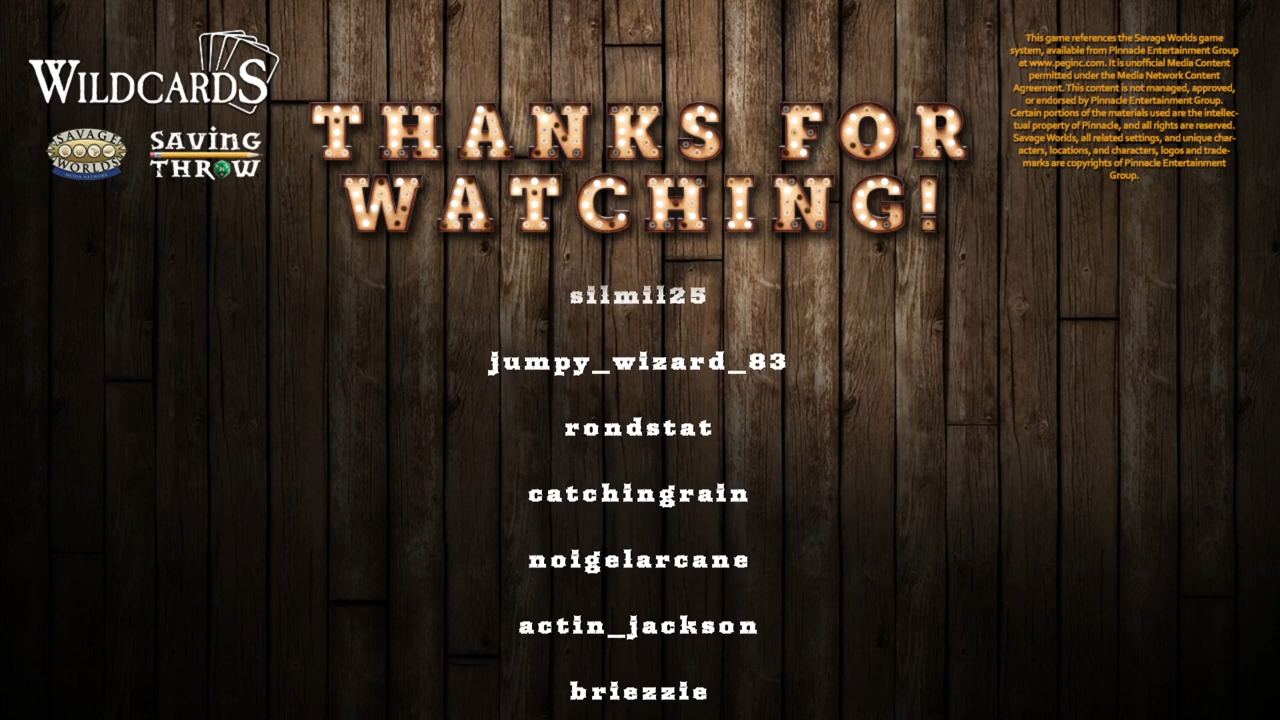 WILDCARDS
SAVAGE
WORLDS
MEDIA NETWORK
SAVING
THROW
THANKS FOR
WATCHING!
This game references the Savage Worlds game
system, available from Pinnacle Entertainment Group
at www.peginc.com. It is unofficial Media Content
permitted under the Media Network Content
Agreement. This content is not managed, approved,
or endorsed by Pinnacle Entertainment Group.
Certain portions of the materials used are the intellec-
tual property of Pinnacle, and all rights are reserved.
Savage Worlds, all related settings, and unique char-
acters, locations, and characters, logos and trade-
marks are copyrights of Pinnacle Entertainment
Group.
silmil25
jumpy_wizard_83
rondstat
catchingrain
noigelarcane
actin_jackson
briezzie